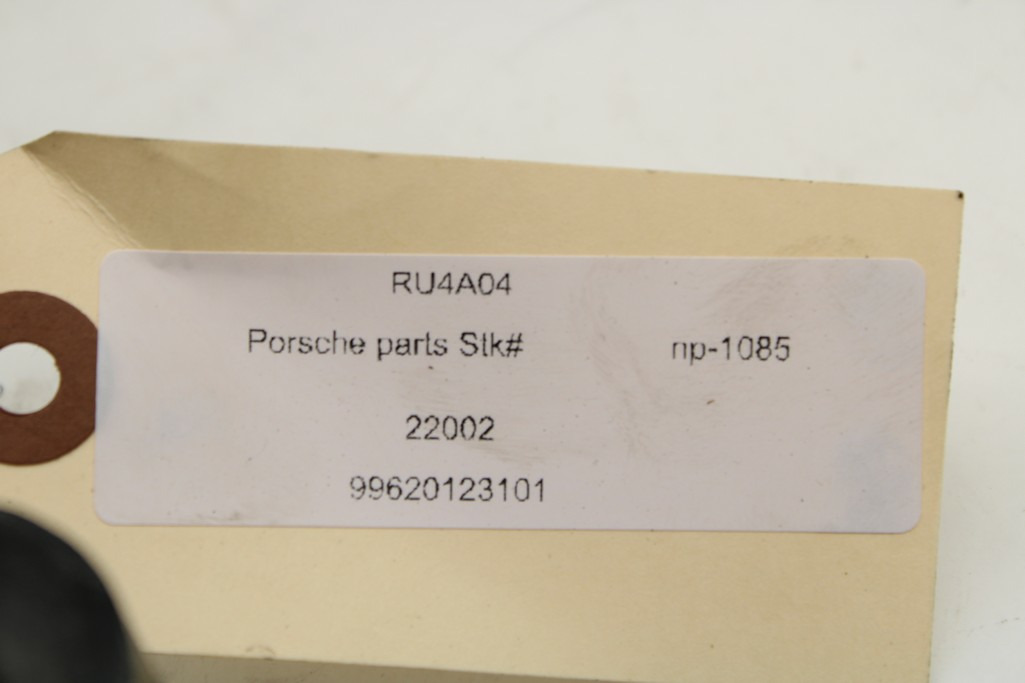 RU4A04
Porsche parts Stk# np-1085
22002
99620123101